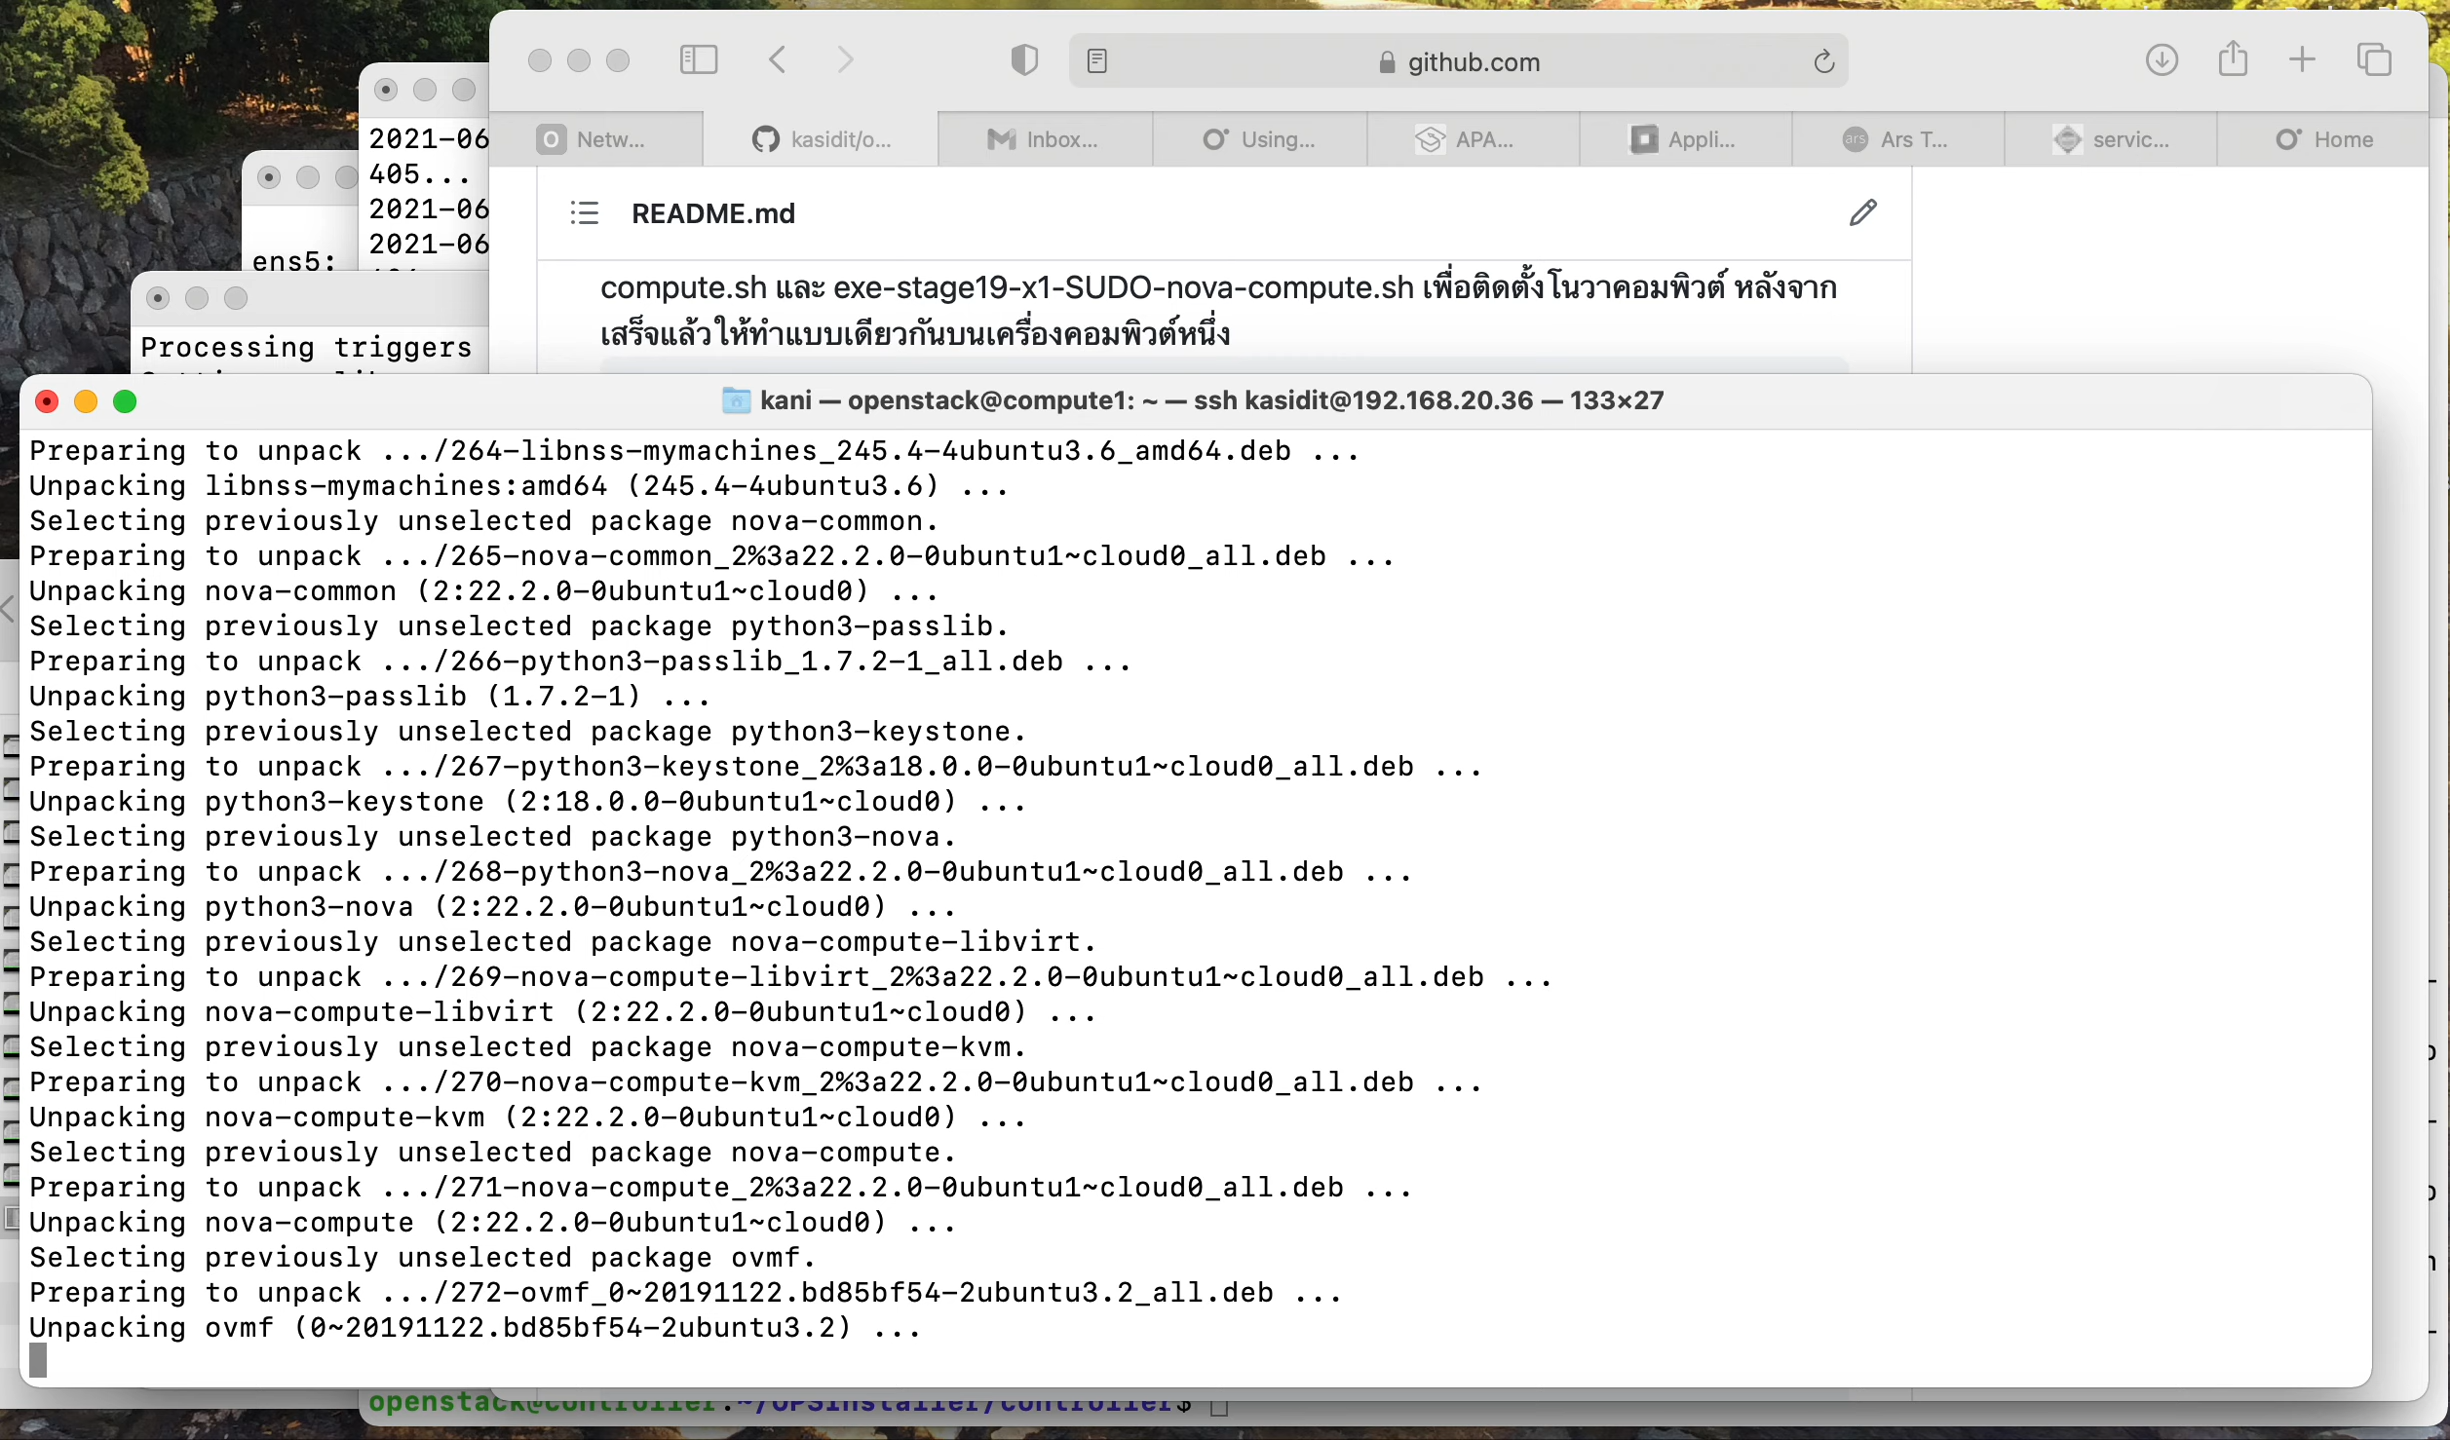 github.com
Netw...
kasidit/o...
Inbox...
Using...
APA...
Appli...
Ars T...
servic...
Home
2021-06
405...
2021-06
2021-06
ens5:
Processing triggers
README.md
compute.sh และ exe-stage19-x1-SUDO-nova-compute.sh เพื่อติดตั้งโนวาคอมพิวต์ หลังจาก
เสร็จแล้วให้ทำแบบเดียวกันบนเครื่องคอมพิวต์หนึ่ง
kani — openstack@compute1: ~ — ssh kasidit@192.168.20.36 — 133×27
Preparing to unpack .../264-libnss-mymachines_245.4-4ubuntu3.6_amd64.deb ...
Unpacking libnss-mymachines:amd64 (245.4-4ubuntu3.6) ...
Selecting previously unselected package nova-common.
Preparing to unpack .../265-nova-common_2%3a22.2.0-0ubuntu1~cloud0_all.deb ...
Unpacking nova-common (2:22.2.0-0ubuntu1~cloud0) ...
Selecting previously unselected package python3-passlib.
Preparing to unpack .../266-python3-passlib_1.7.2-1_all.deb ...
Unpacking python3-passlib (1.7.2-1) ...
Selecting previously unselected package python3-keystone.
Preparing to unpack .../267-python3-keystone_2%3a18.0.0-0ubuntu1~cloud0_all.deb ...
Unpacking python3-keystone (2:18.0.0-0ubuntu1~cloud0) ...
Selecting previously unselected package python3-nova.
Preparing to unpack .../268-python3-nova_2%3a22.2.0-0ubuntu1~cloud0_all.deb ...
Unpacking python3-nova (2:22.2.0-0ubuntu1~cloud0) ...
Selecting previously unselected package nova-compute-libvirt.
Preparing to unpack .../269-nova-compute-libvirt_2%3a22.2.0-0ubuntu1~cloud0_all.deb ...
Unpacking nova-compute-libvirt (2:22.2.0-0ubuntu1~cloud0) ...
Selecting previously unselected package nova-compute-kvm.
Preparing to unpack .../270-nova-compute-kvm_2%3a22.2.0-0ubuntu1~cloud0_all.deb ...
Unpacking nova-compute-kvm (2:22.2.0-0ubuntu1~cloud0) ...
Selecting previously unselected package nova-compute.
Preparing to unpack .../271-nova-compute_2%3a22.2.0-0ubuntu1~cloud0_all.deb ...
Unpacking nova-compute (2:22.2.0-0ubuntu1~cloud0) ...
Selecting previously unselected package ovmf.
Preparing to unpack .../272-ovmf_0~20191122.bd85bf54-2ubuntu3.2_all.deb ...
Unpacking ovmf (0~20191122.bd85bf54-2ubuntu3.2) ...
openstack@controller:~/OPSInstaller/controller$